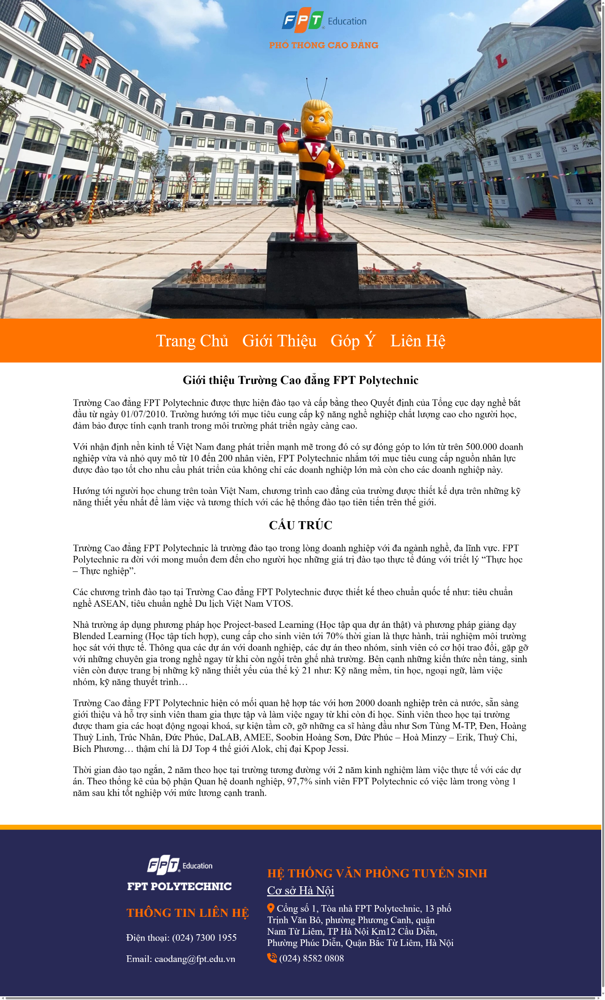 FPT Education
PHỔ THÔNG CAO ĐẲNG
F
P
L
F
Trang Chủ Giới Thiệu Góp Ý Liên Hệ
Giới thiệu Trường Cao đẳng FPT Polytechnic
Trường Cao đẳng FPT Polytechnic được thực hiện đào tạo và cấp bằng theo Quyết định của Tổng cục dạy nghề bắt
đầu từ ngày 01/07/2010. Trường hướng tới mục tiêu cung cấp kỹ năng nghề nghiệp chất lượng cao cho người học,
đảm bảo được tính cạnh tranh trong môi trường phát triển ngày càng cao.
Với nhận định nền kinh tế Việt Nam đang phát triển mạnh mẽ trong đó có sự đóng góp to lớn từ trên 500.000 doanh
nghiệp vừa và nhỏ quy mô từ 10 đến 200 nhân viên, FPT Polytechnic nhắm tới mục tiêu cung cấp nguồn nhân lực
được đào tạo tốt cho nhu cầu phát triển của không chỉ các doanh nghiệp lớn mà còn cho các doanh nghiệp này.
Hướng tới người học chung trên toàn Việt Nam, chương trình cao đẳng của trường được thiết kế dựa trên những kỹ
năng thiết yếu nhất để làm việc và tương thích với các hệ thống đào tạo tiên tiến trên thế giới.
CẤU TRÚC
Trường Cao đẳng FPT Polytechnic là trường đào tạo trong lòng doanh nghiệp với đa ngành nghề, đa lĩnh vực. FPT
Polytechnic ra đời với mong muốn đem đến cho người học những giá trị đào tạo thực tế đúng với triết lý “Thực học
– Thực nghiệp”.
Các chương trình đào tạo tại Trường Cao đẳng FPT Polytechnic được thiết kế theo chuẩn quốc tế như: tiêu chuẩn
nghề ASEAN, tiêu chuẩn nghề Du lịch Việt Nam VTOS.
Nhà trường áp dụng phương pháp học Project-based Learning (Học tập qua dự án thật) và phương pháp giảng dạy
Blended Learning (Học tập tích hợp), cung cấp cho sinh viên tới 70% thời gian là thực hành, trải nghiệm môi trường
học sát với thực tế. Thông qua các dự án với doanh nghiệp, các dự án theo nhóm, sinh viên có cơ hội trao đổi, gặp gỡ
với những chuyên gia trong nghề ngay từ khi còn ngồi trên ghế nhà trường. Bên cạnh những kiến thức nền tảng, sinh
viên còn được trang bị những kỹ năng thiết yếu của thế kỷ 21 như: Kỹ năng mềm, tin học, ngoại ngữ, làm việc
nhóm, kỹ năng thuyết trình…
Trường Cao đẳng FPT Polytechnic hiện có mối quan hệ hợp tác với hơn 2000 doanh nghiệp trên cả nước, sẵn sàng
giới thiệu và hỗ trợ sinh viên tham gia thực tập và làm việc ngay từ khi còn đi học. Sinh viên theo học tại trường
được tham gia các hoạt động ngoại khoá, sự kiện tầm cỡ, gỡ những ca sĩ hàng đầu như Sơn Tùng M-TP, Đen, Hoàng
Thuỳ Linh, Trúc Nhân, Đức Phúc, DaLAB, AMEE, Soobin Hoàng Sơn, Đức Phúc – Hoà Minzy – Erik, Thuỳ Chi,
Bích Phương… thậm chí là DJ Top 4 thế giới Alok, chị đại Kpop Jessi.
Thời gian đào tạo ngắn, 2 năm theo học tại trường tương đường với 2 năm kinh nghiệm làm việc thực tế với các dự
án. Theo thống kê của bộ phận Quan hệ doanh nghiệp, 97,7% sinh viên FPT Polytechnic có việc làm trong vòng 1
năm sau khi tốt nghiệp với mức lương cạnh tranh.
FPT Education
FPT POLYTECHNIC
THÔNG TIN LIÊN HỆ
Điện thoại: (024) 7300 1955
Email: caodang@fpt.edu.vn
HỆ THỐNG VĂN PHÒNG TUYỂN SINH
Cơ sở Hà Nội
Cổng số 1, Tòa nhà FPT Polytechnic, 13 phố
Trịnh Văn Bô, phường Phương Canh, quận
Nam Từ Liêm, TP Hà Nội Km12 Cầu Diễn,
Phường Phúc Diễn, Quận Bắc Từ Liêm, Hà Nội
(024) 8582 0808